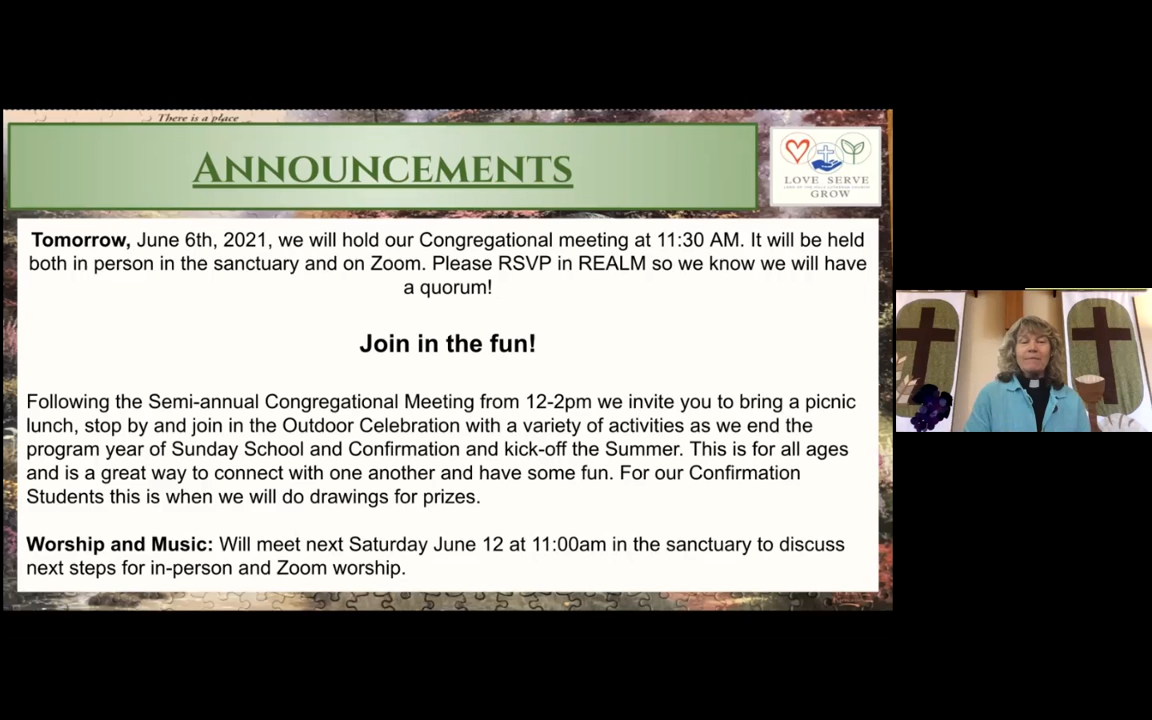 There is a place
ANNOUNCEMENTS
LOVE SERVE
LORD OF THE HILLS LUTHERAN CHURCH
GROW
Tomorrow, June 6th, 2021, we will hold our Congregational meeting at 11:30 AM. It will be held
both in person in the sanctuary and on Zoom. Please RSVP in REALM so we know we will have
a quorum!
Join in the fun!
Following the Semi-annual Congregational Meeting from 12-2pm we invite you to bring a picnic
lunch, stop by and join in the Outdoor Celebration with a variety of activities as we end the
program year of Sunday School and Confirmation and kick-off the Summer. This is for all ages
and is a great way to connect with one another and have some fun. For our Confirmation
Students this is when we will do drawings for prizes.
Worship and Music: Will meet next Saturday June 12 at 11:00am in the sanctuary to discuss
next steps for in-person and Zoom worship.